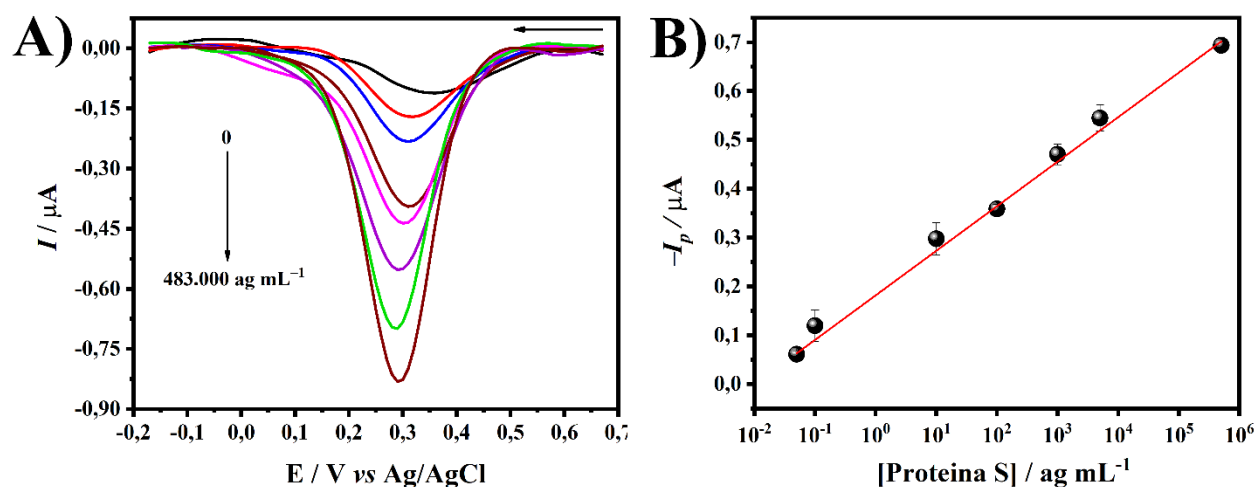 A)
0,00
-0,15
-0,30
-0,45
-0,60
-0,75
-0,90
I / μA
0
483.000 ag mL⁻¹
-0,2 -0,1 0,0 0,1 0,2 0,3 0,4 0,5 0,6 0,7
E / V vs Ag/AgCl
B)
0,7
0,6
0,5
0,4
0,3
0,2
0,1
0,0
–Iₚ / μA
10⁻² 10⁻¹ 10⁰ 10¹ 10² 10³ 10⁴ 10⁵ 10⁶
[Proteina S] / ag mL⁻¹